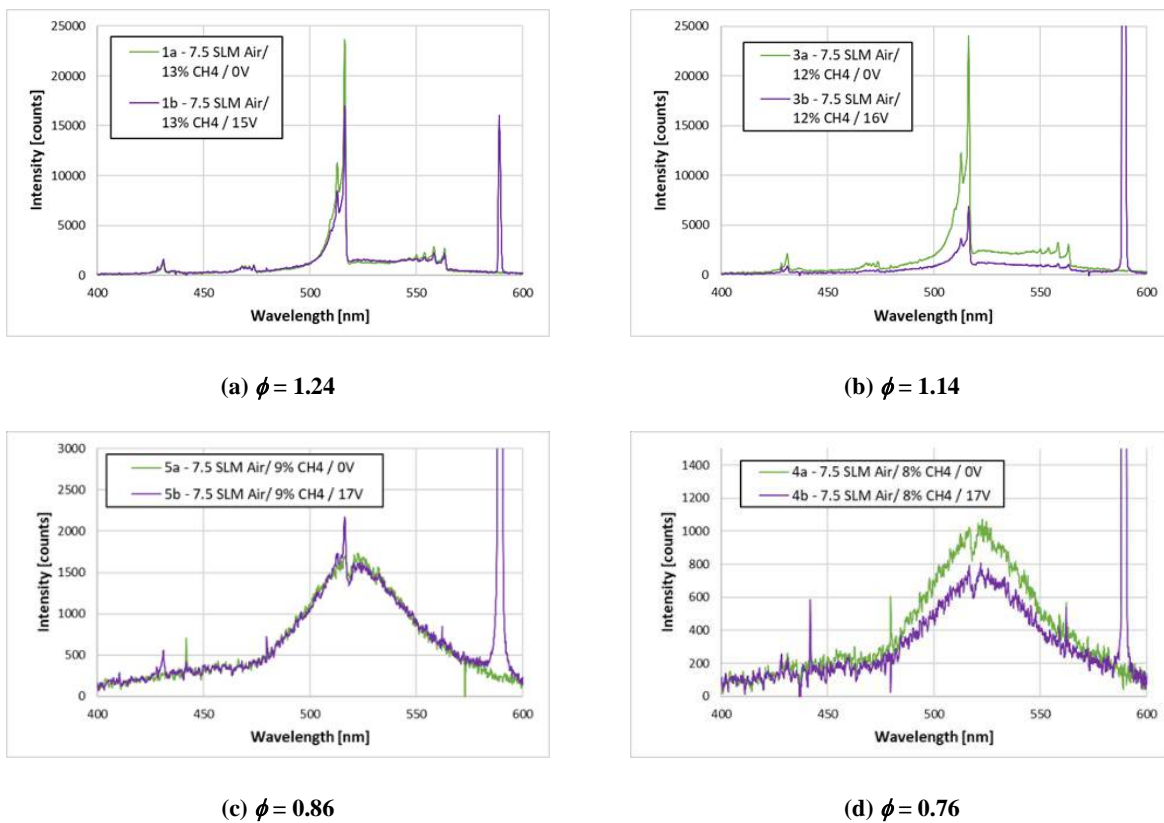 25000
20000
15000
10000
5000
0
Intensity [counts]
1a - 7.5 SLM Air/
13% CH4 / 0V
1b - 7.5 SLM Air/
13% CH4 / 15V
400 450 500 550 600
Wavelength [nm]
(a) ϕ = 1.24
25000
20000
15000
10000
5000
0
Intensity [counts]
3a - 7.5 SLM Air/
12% CH4 / 0V
3b - 7.5 SLM Air/
12% CH4 / 16V
400 450 500 550 600
Wavelength [nm]
(b) ϕ = 1.14
3000
2500
2000
1500
1000
500
0
Intensity [counts]
5a - 7.5 SLM Air/ 9% CH4 / 0V
5b - 7.5 SLM Air/ 9% CH4 / 17V
400 450 500 550 600
Wavelength [nm]
(c) ϕ = 0.86
1400
1200
1000
800
600
400
200
0
Intensity [counts]
4a - 7.5 SLM Air/ 8% CH4 / 0V
4b - 7.5 SLM Air/ 8% CH4 / 17V
400 450 500 550 600
Wavelength [nm]
(d) ϕ = 0.76